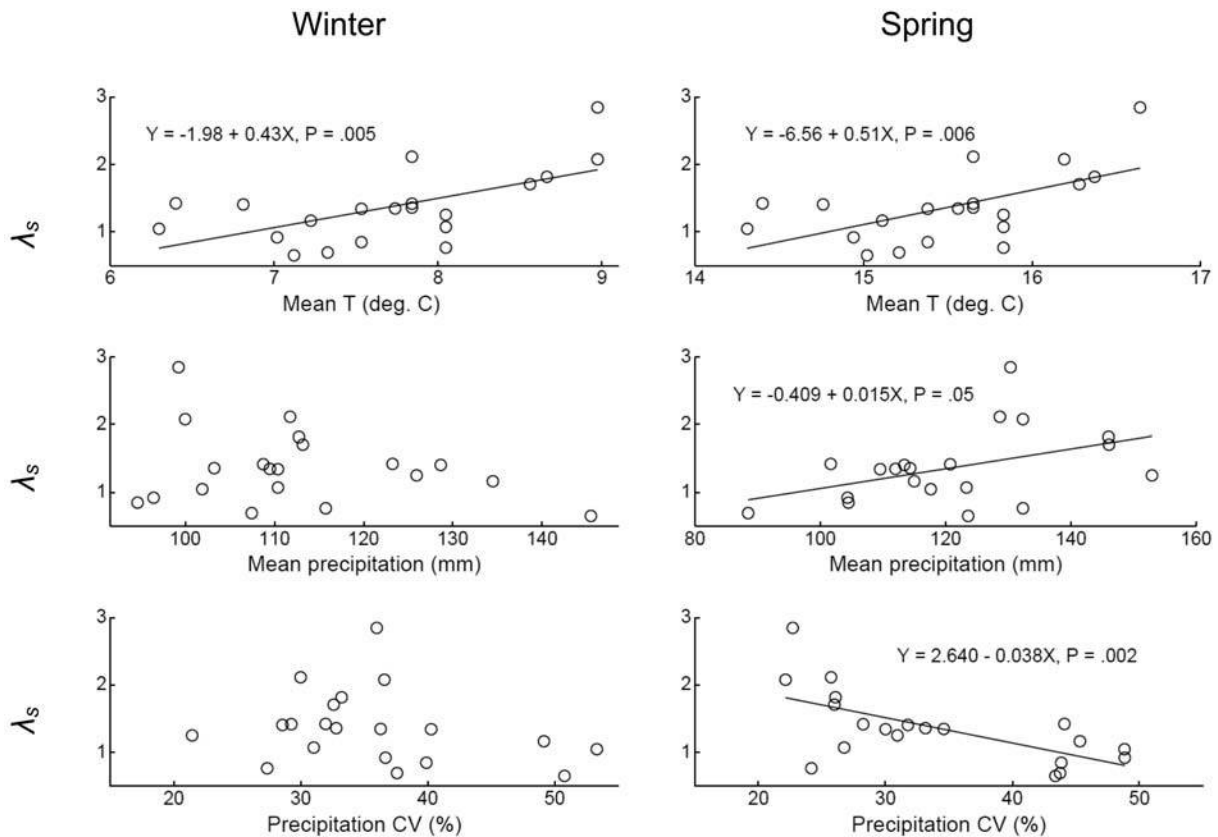 Winter
Spring
λs
3
2
1
Y = -1.98 + 0.43X, P = .005
6
7
8
9
Mean T (deg. C)
3
2
1
Y = -6.56 + 0.51X, P = .006
14
15
16
17
Mean T (deg. C)
λs
3
2
1
100
110
120
130
140
Mean precipitation (mm)
3
2
1
Y = -0.409 + 0.015X, P = .05
80
100
120
140
160
Mean precipitation (mm)
λs
3
2
1
20
30
40
50
Precipitation CV (%)
3
2
1
Y = 2.640 - 0.038X, P = .002
20
30
40
50
Precipitation CV (%)